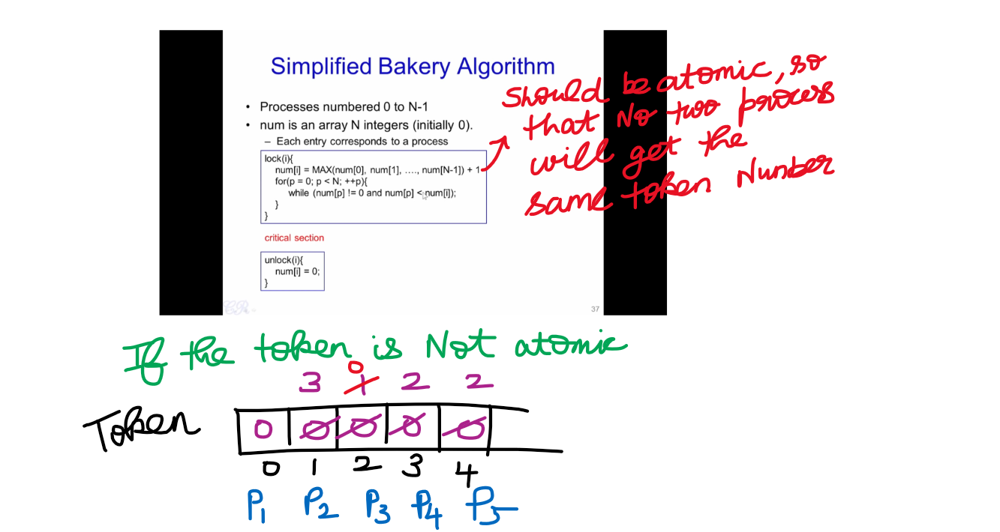 Simplified Bakery Algorithm
• Processes numbered 0 to N-1
• num is an array N integers (initially 0).
– Each entry corresponds to a process
lock(i){
num[i] = MAX(num[0], num[1], …., num[N-1]) + 1
for(p = 0; p < N; ++p){
while (num[p] != 0 and num[p] < num[i]);
}
}
critical section
unlock(i){
num[i] = 0;
}
CR
37
Should be atomic, so
that No two process
will get the
same token Number
If the token is Not atomic
0
3 1 2 2
Token 0 0 0 0 0
0 1 2 3 4
P1 P2 P3 P4 P5